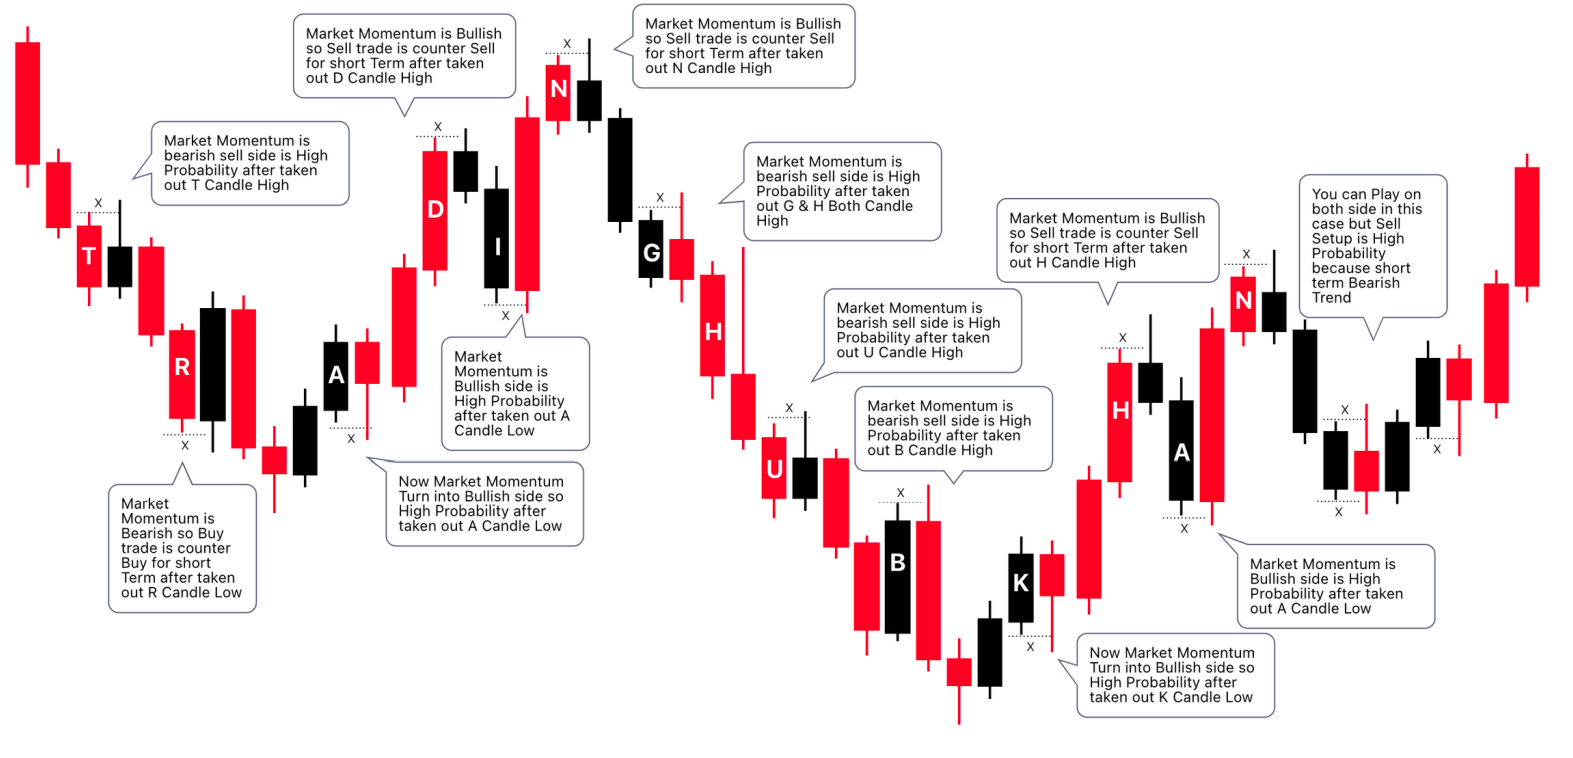 Market Momentum is Bullish
so Sell trade is counter Sell
for short Term after taken
out D Candle High
Market Momentum is Bullish
so Sell trade is counter Sell
for short Term after taken
out N Candle High
Market Momentum is
bearish sell side is High
Probability after taken
out T Candle High
Market Momentum is
bearish sell side is High
Probability after taken
out G & H Both Candle
High
You can Play on
both side in this
case but Sell
Setup is High
Probability
because short
term Bearish
Trend
Market Momentum is Bullish
so Sell trade is counter Sell
for short Term after taken
out H Candle High
Market Momentum is
bearish sell side is High
Probability after taken
out U Candle High
Market
Momentum is
Bullish side is
High Probability
after taken out A
Candle Low
Market Momentum is
bearish sell side is High
Probability after taken
out B Candle High
Now Market Momentum
Turn into Bullish side so
High Probability after
taken out A Candle Low
Market
Momentum is
Bearish so Buy
trade is counter
Buy for short
Term after taken
out R Candle Low
Market Momentum is
Bullish side is High
Probability after taken
out A Candle Low
Now Market Momentum
Turn into Bullish side so
High Probability after
taken out K Candle Low
X
T
R
X
A
X
X
D
I
X
X
N
X
G
H
X
U
X
B
K
X
X
H
A
X
X
N
X
X
X